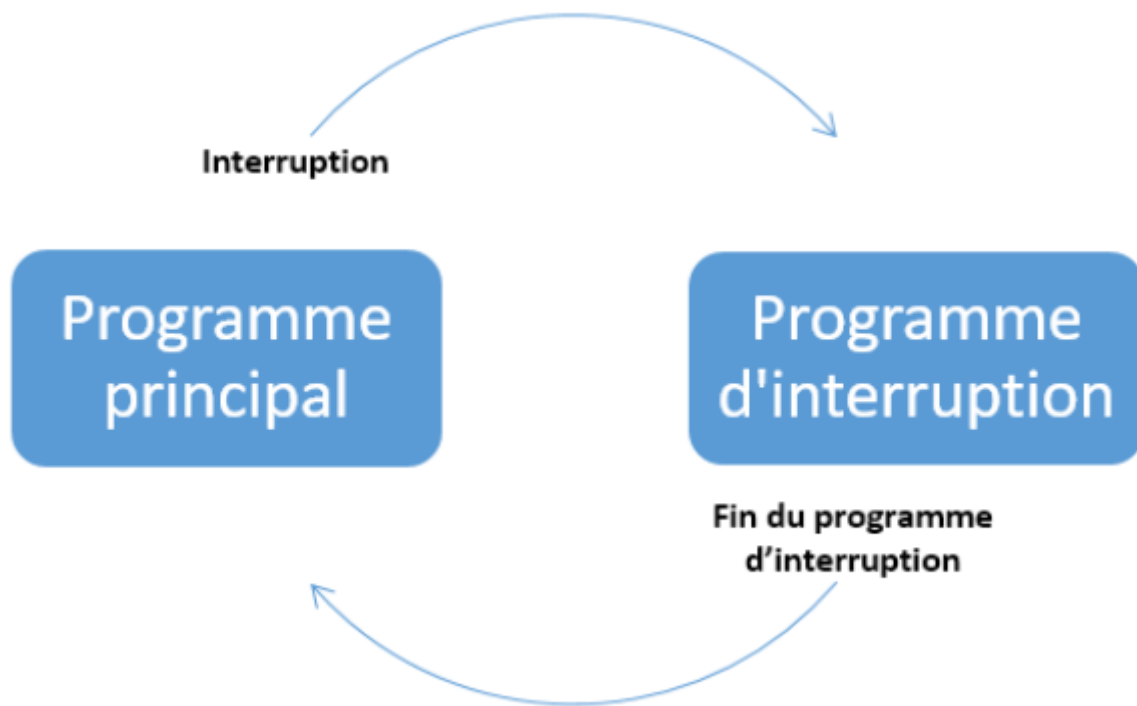 Interruption
Programme
principal
Programme
d'interruption
Fin du programme
d’interruption